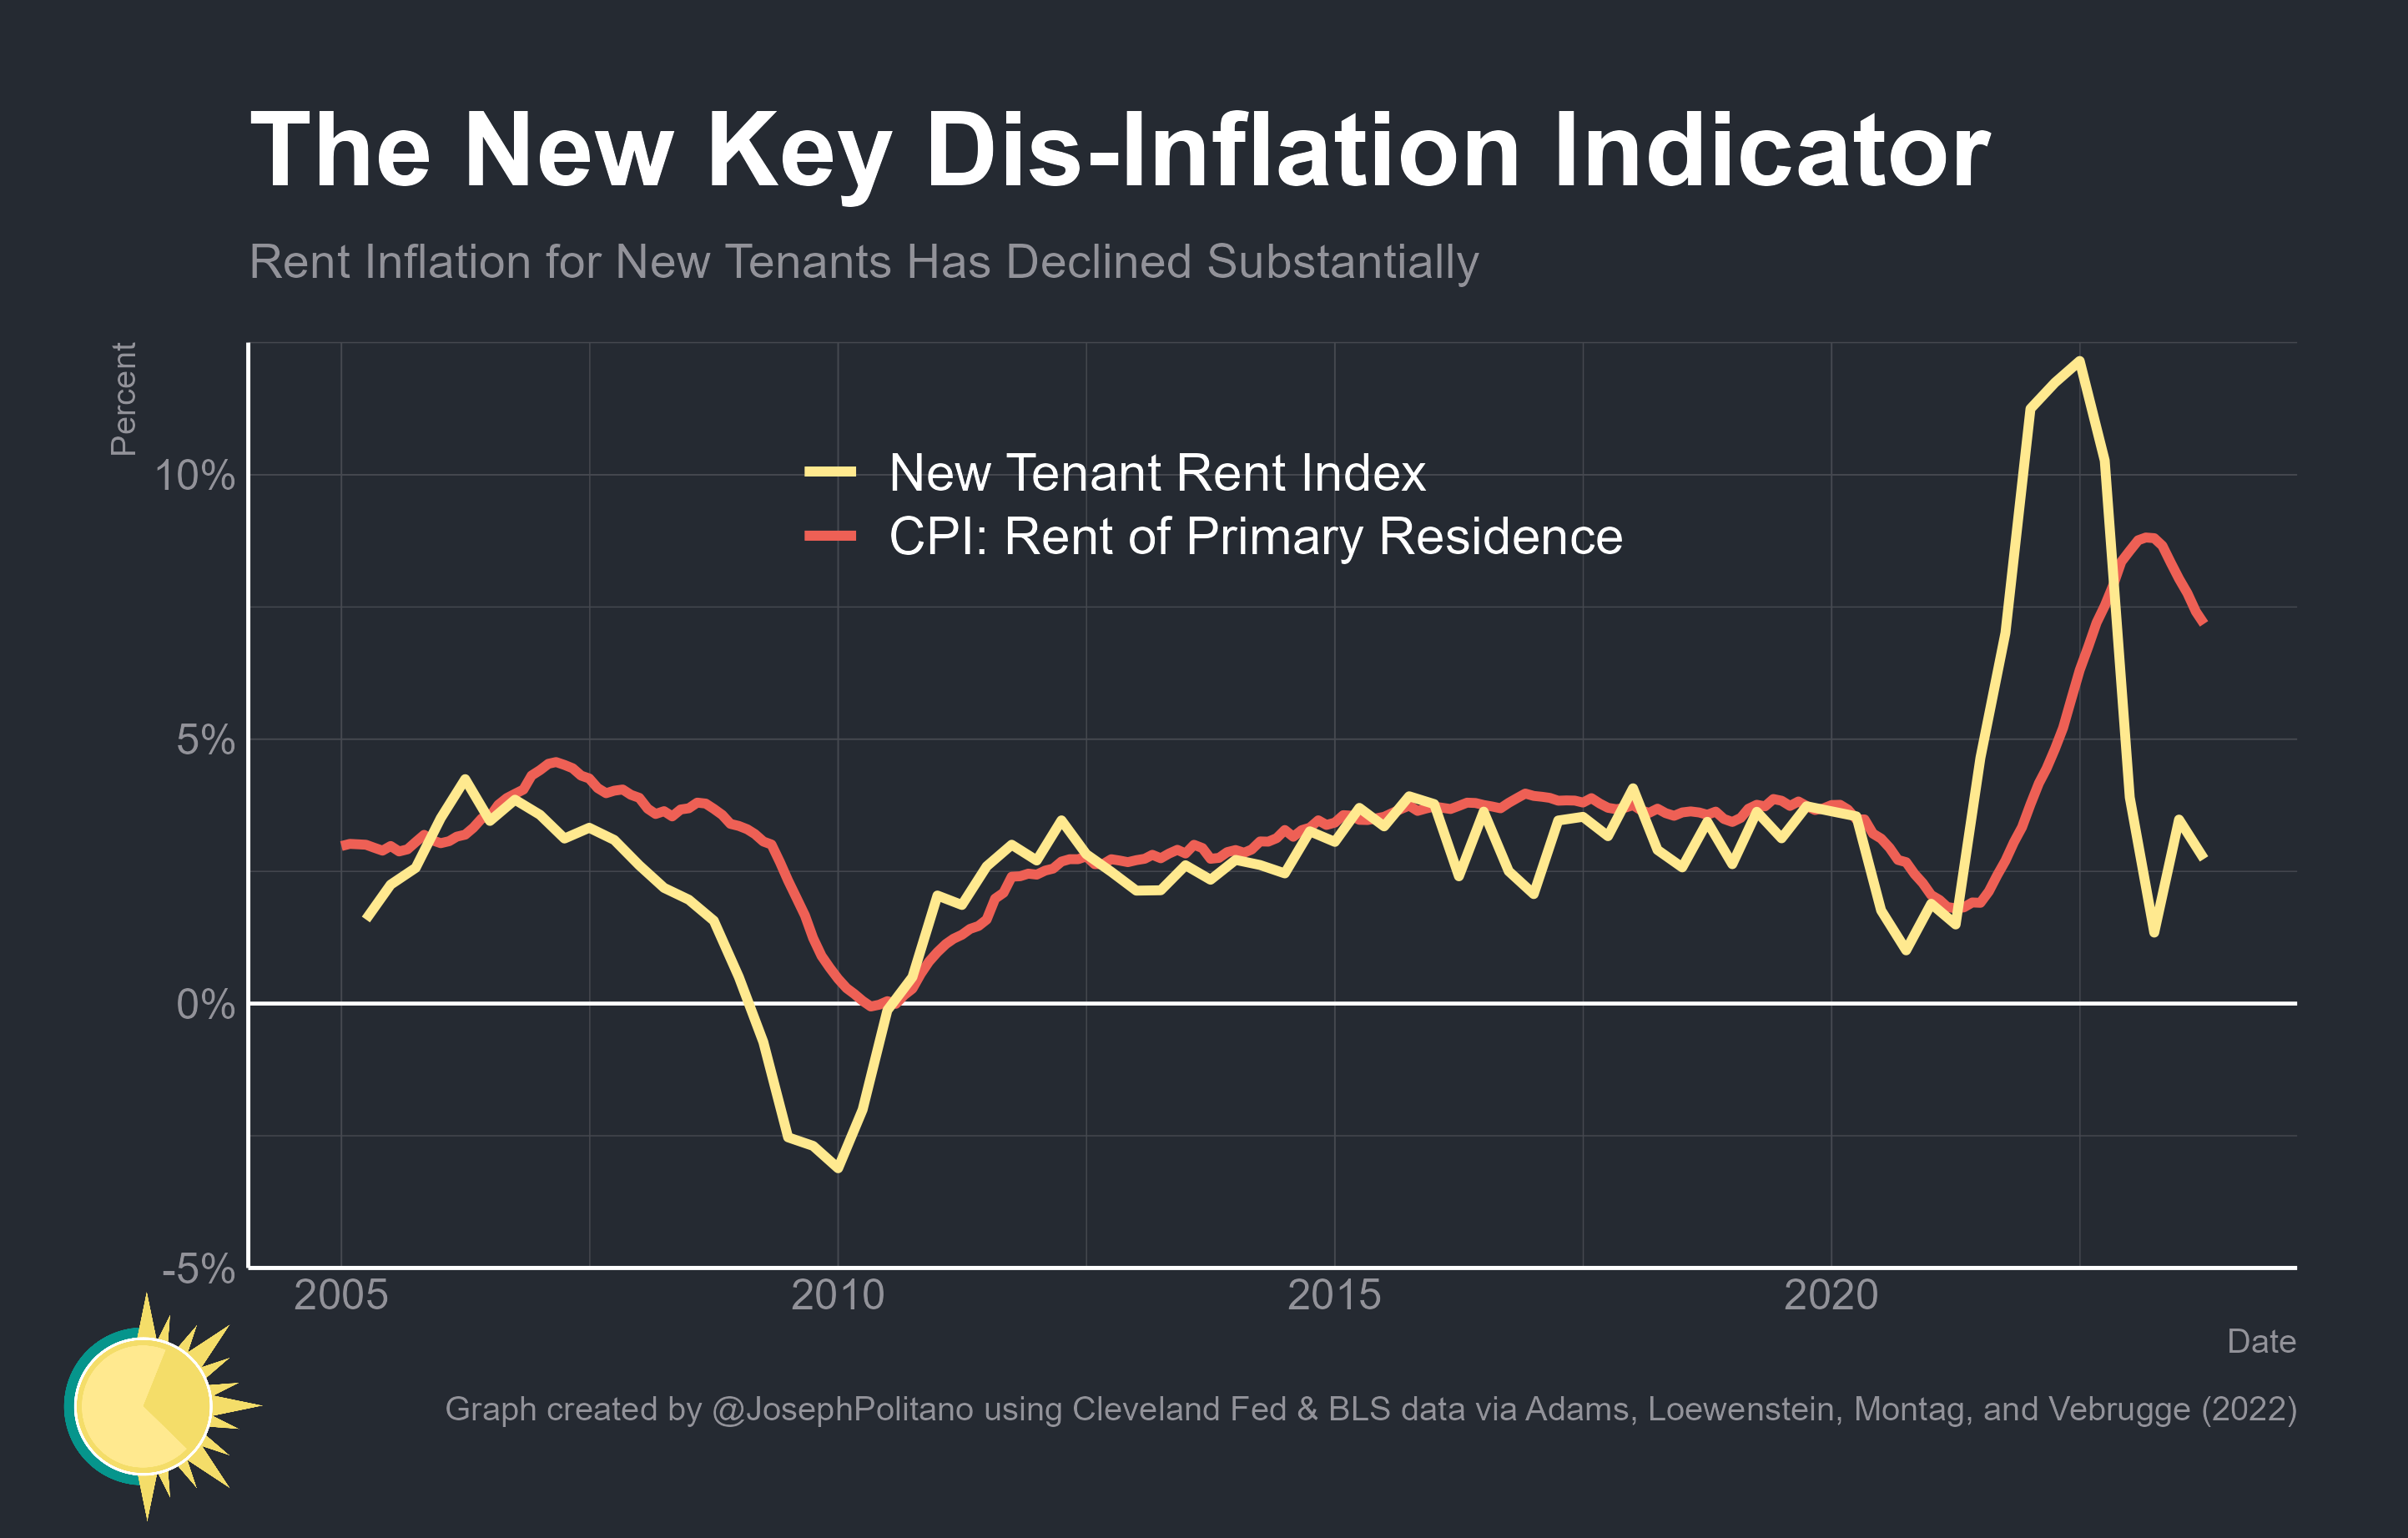 The New Key Dis-Inflation Indicator
Rent Inflation for New Tenants Has Declined Substantially
Percent
New Tenant Rent Index
CPI: Rent of Primary Residence
10%
5%
0%
-5%
2005
2010
2015
2020
Date
Graph created by @JosephPolitano using Cleveland Fed & BLS data via Adams, Loewenstein, Montag, and Vebrugge (2022)